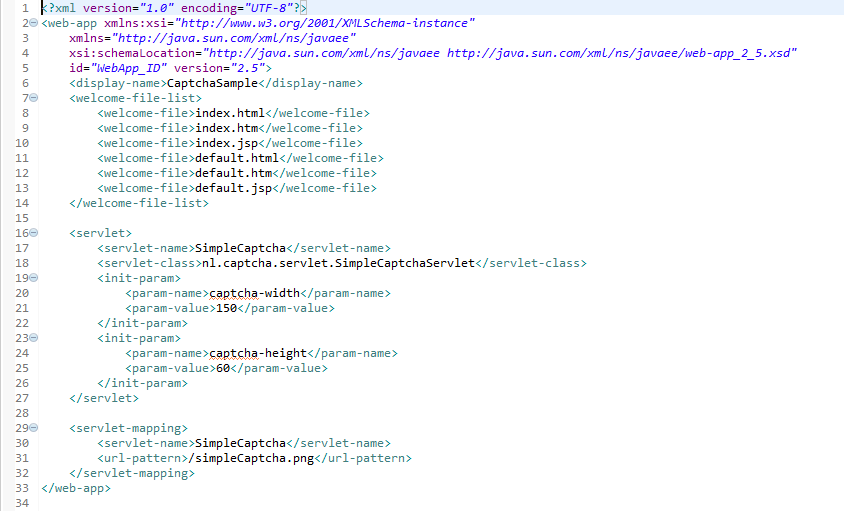 1 <?xml version="1.0" encoding="UTF-8"?>
2 <web-app xmlns:xsi="http://www.w3.org/2001/XMLSchema-instance"
3 xmlns="http://java.sun.com/xml/ns/javaee"
4 xsi:schemaLocation="http://java.sun.com/xml/ns/javaee http://java.sun.com/xml/ns/javaee/web-app_2_5.xsd"
5 id="WebApp_ID" version="2.5">
6 <display-name>CaptchaSample</display-name>
7 <welcome-file-list>
8 <welcome-file>index.html</welcome-file>
9 <welcome-file>index.htm</welcome-file>
10 <welcome-file>index.jsp</welcome-file>
11 <welcome-file>default.html</welcome-file>
12 <welcome-file>default.htm</welcome-file>
13 <welcome-file>default.jsp</welcome-file>
14 </welcome-file-list>
15
16 <servlet>
17 <servlet-name>SimpleCaptcha</servlet-name>
18 <servlet-class>nl.captcha.servlet.SimpleCaptchaServlet</servlet-class>
19 <init-param>
20 <param-name>captcha-width</param-name>
21 <param-value>150</param-value>
22 </init-param>
23 <init-param>
24 <param-name>captcha-height</param-name>
25 <param-value>60</param-value>
26 </init-param>
27 </servlet>
28
29 <servlet-mapping>
30 <servlet-name>SimpleCaptcha</servlet-name>
31 <url-pattern>/simpleCaptcha.png</url-pattern>
32 </servlet-mapping>
33 </web-app>
34